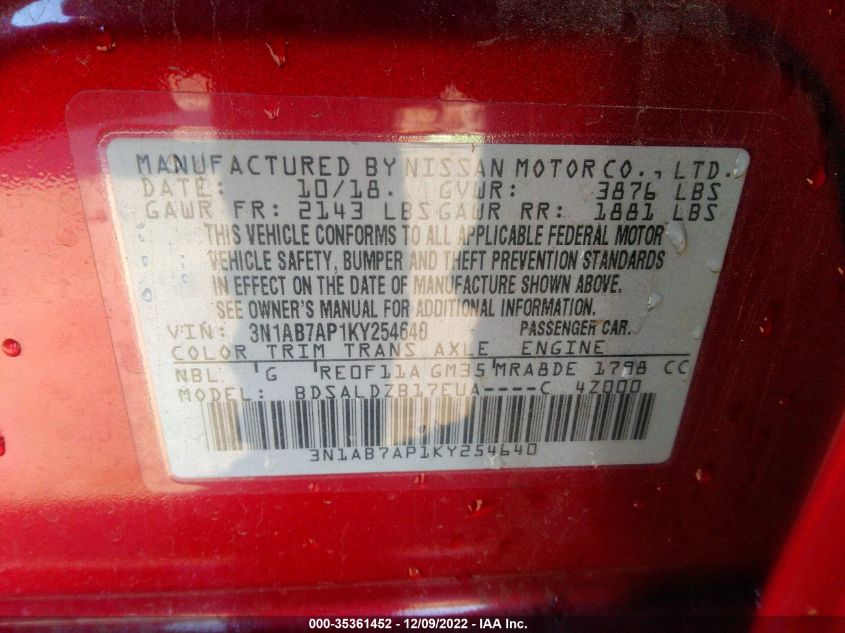 MANUFACTURED BY NISSAN MOTOR CO., LTD.
DATE: 10/18. GVWR: 3876 LBS
GAWR FR: 2143 LBS GAWR RR: 1881 LBS
THIS VEHICLE CONFORMS TO ALL APPLICABLE FEDERAL MOTOR
VEHICLE SAFETY, BUMPER AND THEFT PREVENTION STANDARDS
IN EFFECT ON THE DATE OF MANUFACTURE SHOWN ABOVE.
SEE OWNER'S MANUAL FOR ADDITIONAL INFORMATION.
VIN: 3N1AB7AP1KY254640 PASSENGER CAR.
COLOR TRIM TRANS AXLE ENGINE
NBL G RE0F11A GM35 MRA8DE 1798 CC
MODEL: BDSALDZB17EUA----C 4Z000
3N1AB7AP1KY254640
000-35361452 - 12/09/2022 - IAA Inc.